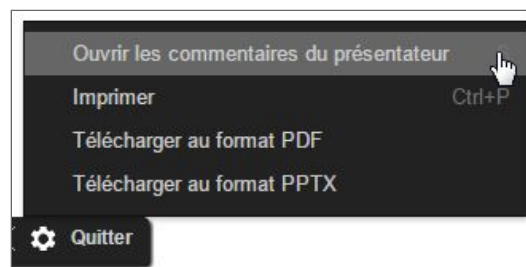 Ouvrir les commentaires du présentateur
Imprimer Ctrl+P
Télécharger au format PDF
Télécharger au format PPTX
Quitter